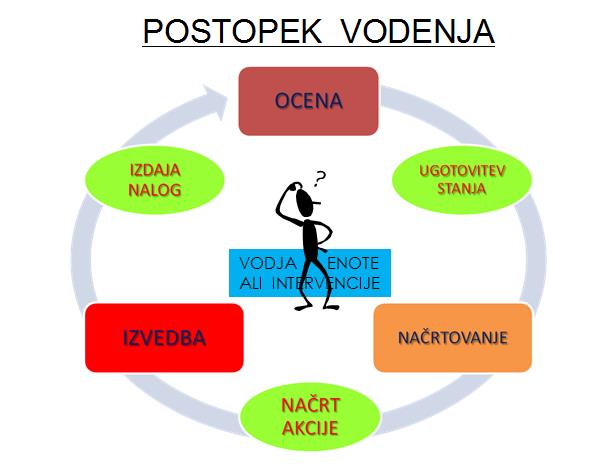 POSTOPEK VODENJA
OCENA
UGOTOVITEV
STANJA
NAČRTOVANJE
NAČRT
AKCIJE
IZVEDBA
IZDAJA
NALOG
?
VODJA ENOTE
ALI INTERVENCIJE